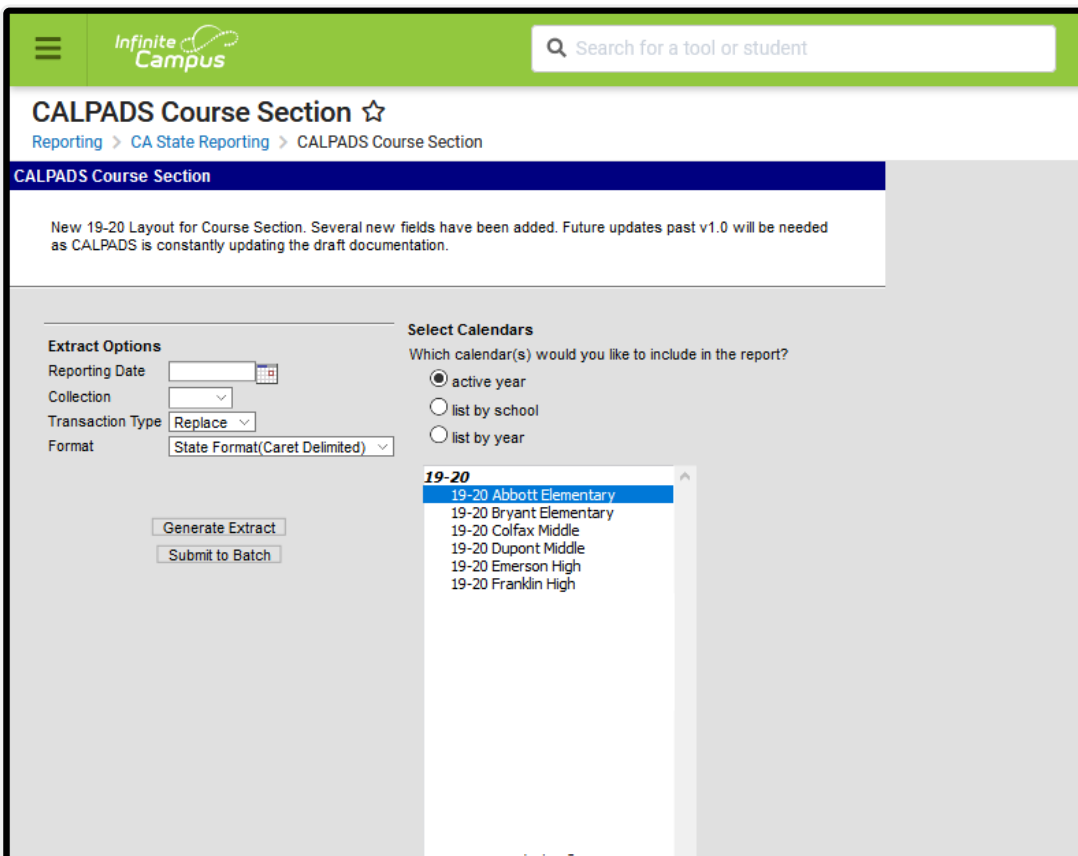 Infinite
Campus
Search for a tool or student
CALPADS Course Section
Reporting > CA State Reporting > CALPADS Course Section
CALPADS Course Section
New 19-20 Layout for Course Section. Several new fields have been added. Future updates past v1.0 will be needed
as CALPADS is constantly updating the draft documentation.
Extract Options
Reporting Date
Collection
Transaction Type Replace
Format State Format(Caret Delimited)
Generate Extract
Submit to Batch
Select Calendars
Which calendar(s) would you like to include in the report?
active year
list by school
list by year
19-20
19-20 Abbott Elementary
19-20 Bryant Elementary
19-20 Colfax Middle
19-20 Dupont Middle
19-20 Emerson High
19-20 Franklin High